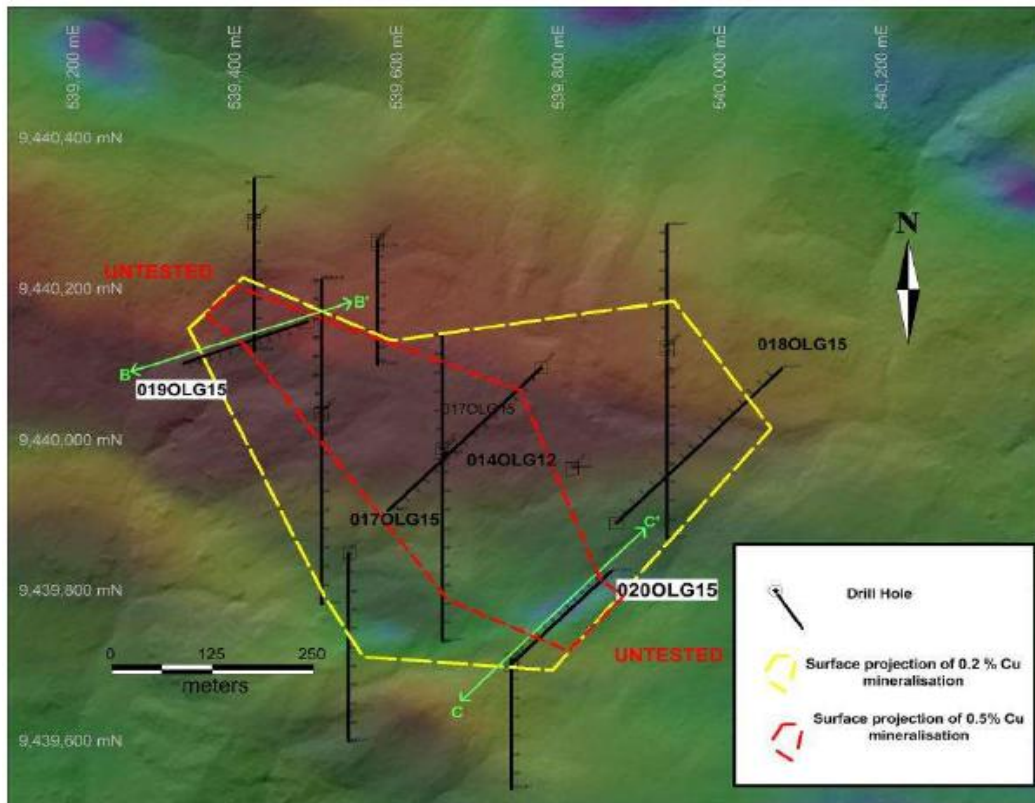 539,200 mE
539,400 mE
539,600 mE
539,800 mE
540,000 mE
540,200 mE
9,440,400 mN
N
UNTESTED
9,440,200 mN
B'
018OLG15
B
019OLG15
017OLG15
9,440,000 mN
014OLG12
017OLG15
C'
9,439,800 mN
020OLG15
UNTESTED
0 125 250
meters
C
9,439,600 mN
Drill Hole
Surface projection of 0.2 % Cu
mineralisation
Surface projection of 0.5% Cu
mineralisation